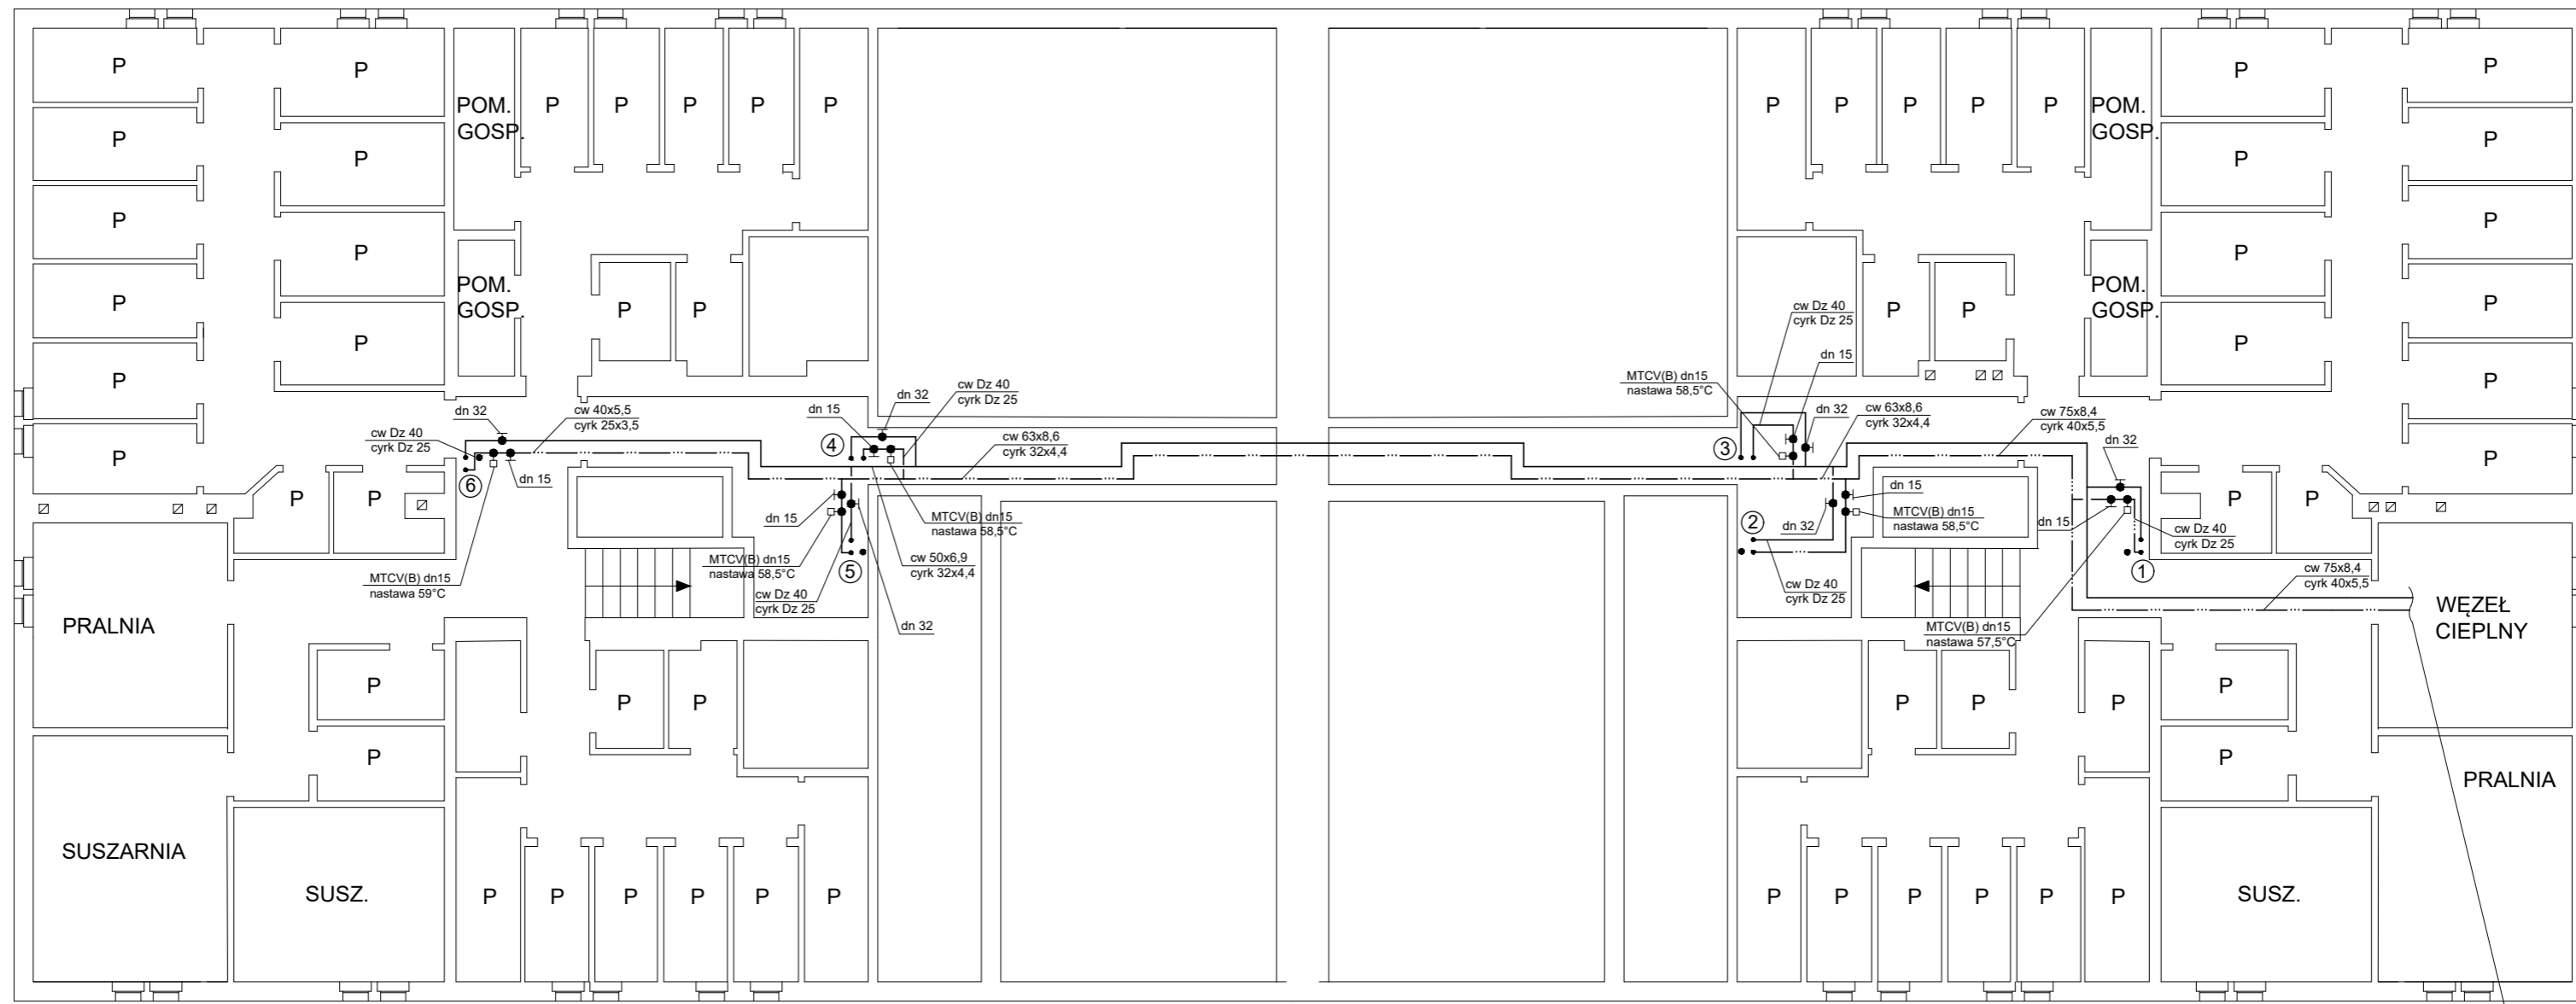 P
P
P
P
P
P
P
P
P
P
POM.
GOSP.
P
P
P
P
P
POM.
GOSP.
P
P
P
P
P
P
P
P
P
P
POM.
GOSP.
POM.
GOSP.
P
P
P
P
P
P
P
P
P
P
cw Dz 40
cyrk Dz 25
dn 15
MTCV(B) dn15
nastawa 58,5°C
dn 32
cw 63x8,6
cyrk 32x4,4
cw 75x8,4
cyrk 40x5,5
dn 32
3
dn 32
cw 40x5,5
cyrk 25x3,5
cw Dz 40
cyrk Dz 25
6
dn 15
MTCV(B) dn15
nastawa 59°C
dn 15
dn 32
cw Dz 40
cyrk Dz 25
4
cw 63x8,6
cyrk 32x4,4
MTCV(B) dn15
nastawa 58,5°C
cw 50x6,9
cyrk 32x4,4
dn 15
MTCV(B) dn15
nastawa 58,5°C
5
cw Dz 40
cyrk Dz 25
dn 32
dn 15
MTCV(B) dn15
nastawa 58,5°C
dn 32
2
cw Dz 40
cyrk Dz 25
dn 15
cw Dz 40
cyrk Dz 25
1
cw 75x8,4
cyrk 40x5,5
MTCV(B) dn15
nastawa 57,5°C
P
P
P
P
PRALNIA
WĘZEŁ
CIEPLNY
P
P
P
P
P
P
P
P
P
SUSZARNIA
SUSZ.
P
P
P
P
P
P
P
P
P
P
P
P
SUSZ.
PRALNIA